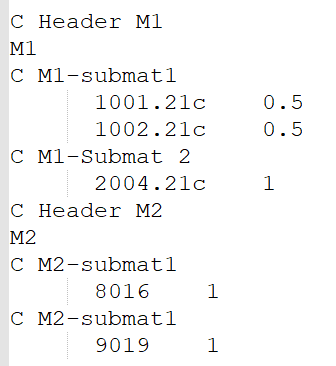 C Header M1
M1
C M1-submat1
1001.21c 0.5
1002.21c 0.5
C M1-Submat 2
2004.21c 1
C Header M2
M2
C M2-submat1
8016 1
C M2-submat1
9019 1